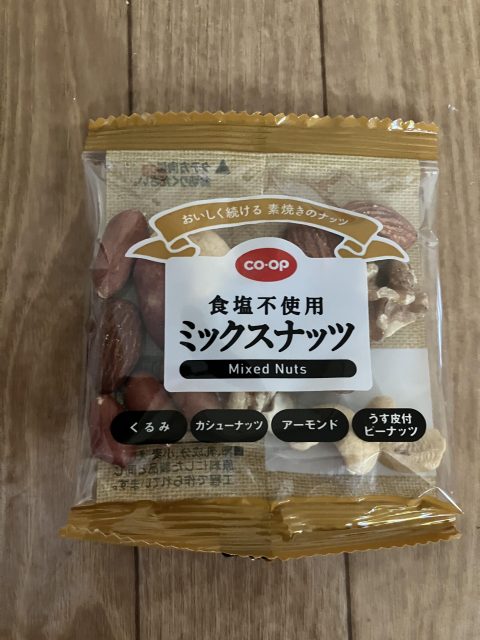 おいしく続ける 素焼きのナッツ
CO・OP
食塩不使用
ミックスナッツ
Mixed Nuts
くるみ
カシューナッツ
アーモンド
うす皮付
ピーナッツ